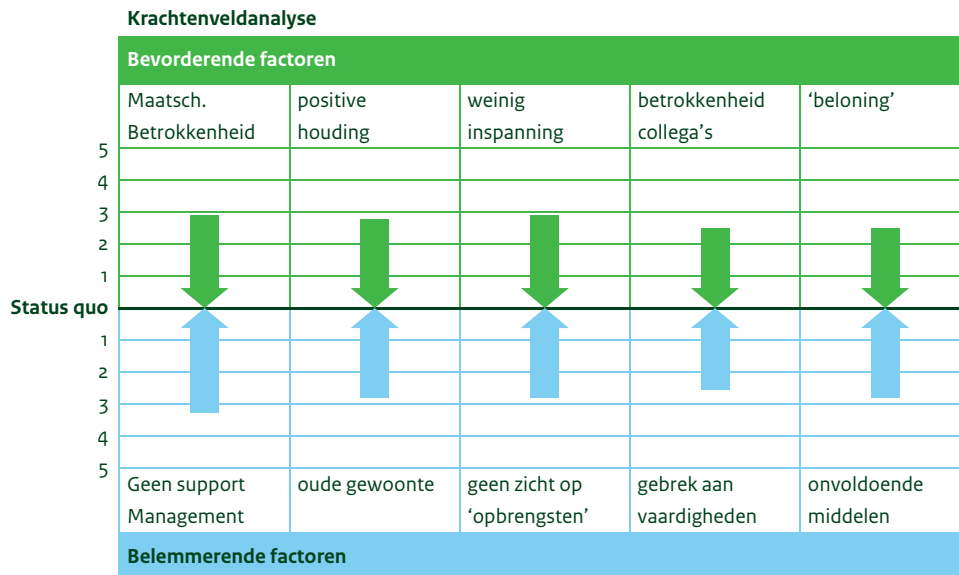 Krachtenveldanalyse
Bevorderende factoren
Maatsch.
Betrokkenheid
positive
houding
weinig
inspanning
betrokkenheid
collega's
‘beloning’
5
4
3
2
1
Status quo
1
2
3
4
5
Geen support
Management
oude gewoonte
geen zicht op
‘opbrengsten’
gebrek aan
vaardigheden
onvoldoende
middelen
Belemmerende factoren